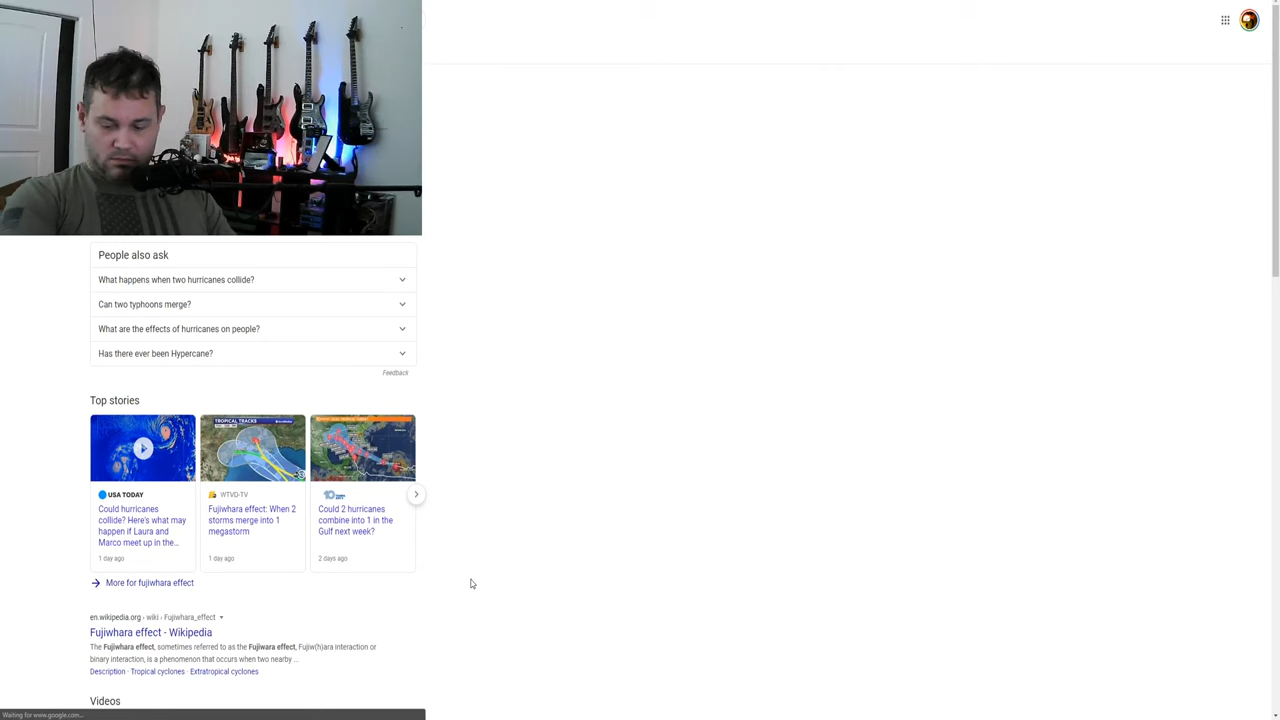 People also ask
What happens when two hurricanes collide?
Can two typhoons merge?
What are the effects of hurricanes on people?
Has there ever been Hypercane?
Feedback
Top stories
TROPICAL TRACKS
USA TODAY
Could hurricanes
collide? Here's what may
happen if Laura and
Marco meet up in the...
1 day ago
WTVD-TV
Fujiwhara effect: When 2
storms merge into 1
megastorm
1 day ago
10
Could 2 hurricanes
combine into 1 in the
Gulf next week?
2 days ago
More for fujiwhara effect
en.wikipedia.org › wiki › Fujiwhara_effect
Fujiwhara effect - Wikipedia
The Fujiwhara effect, sometimes referred to as the Fujiwara effect, Fujiw(h)ara interaction or
binary interaction, is a phenomenon that occurs when two nearby ...
Description · Tropical cyclones · Extratropical cyclones
Videos
Waiting for www.google.com...